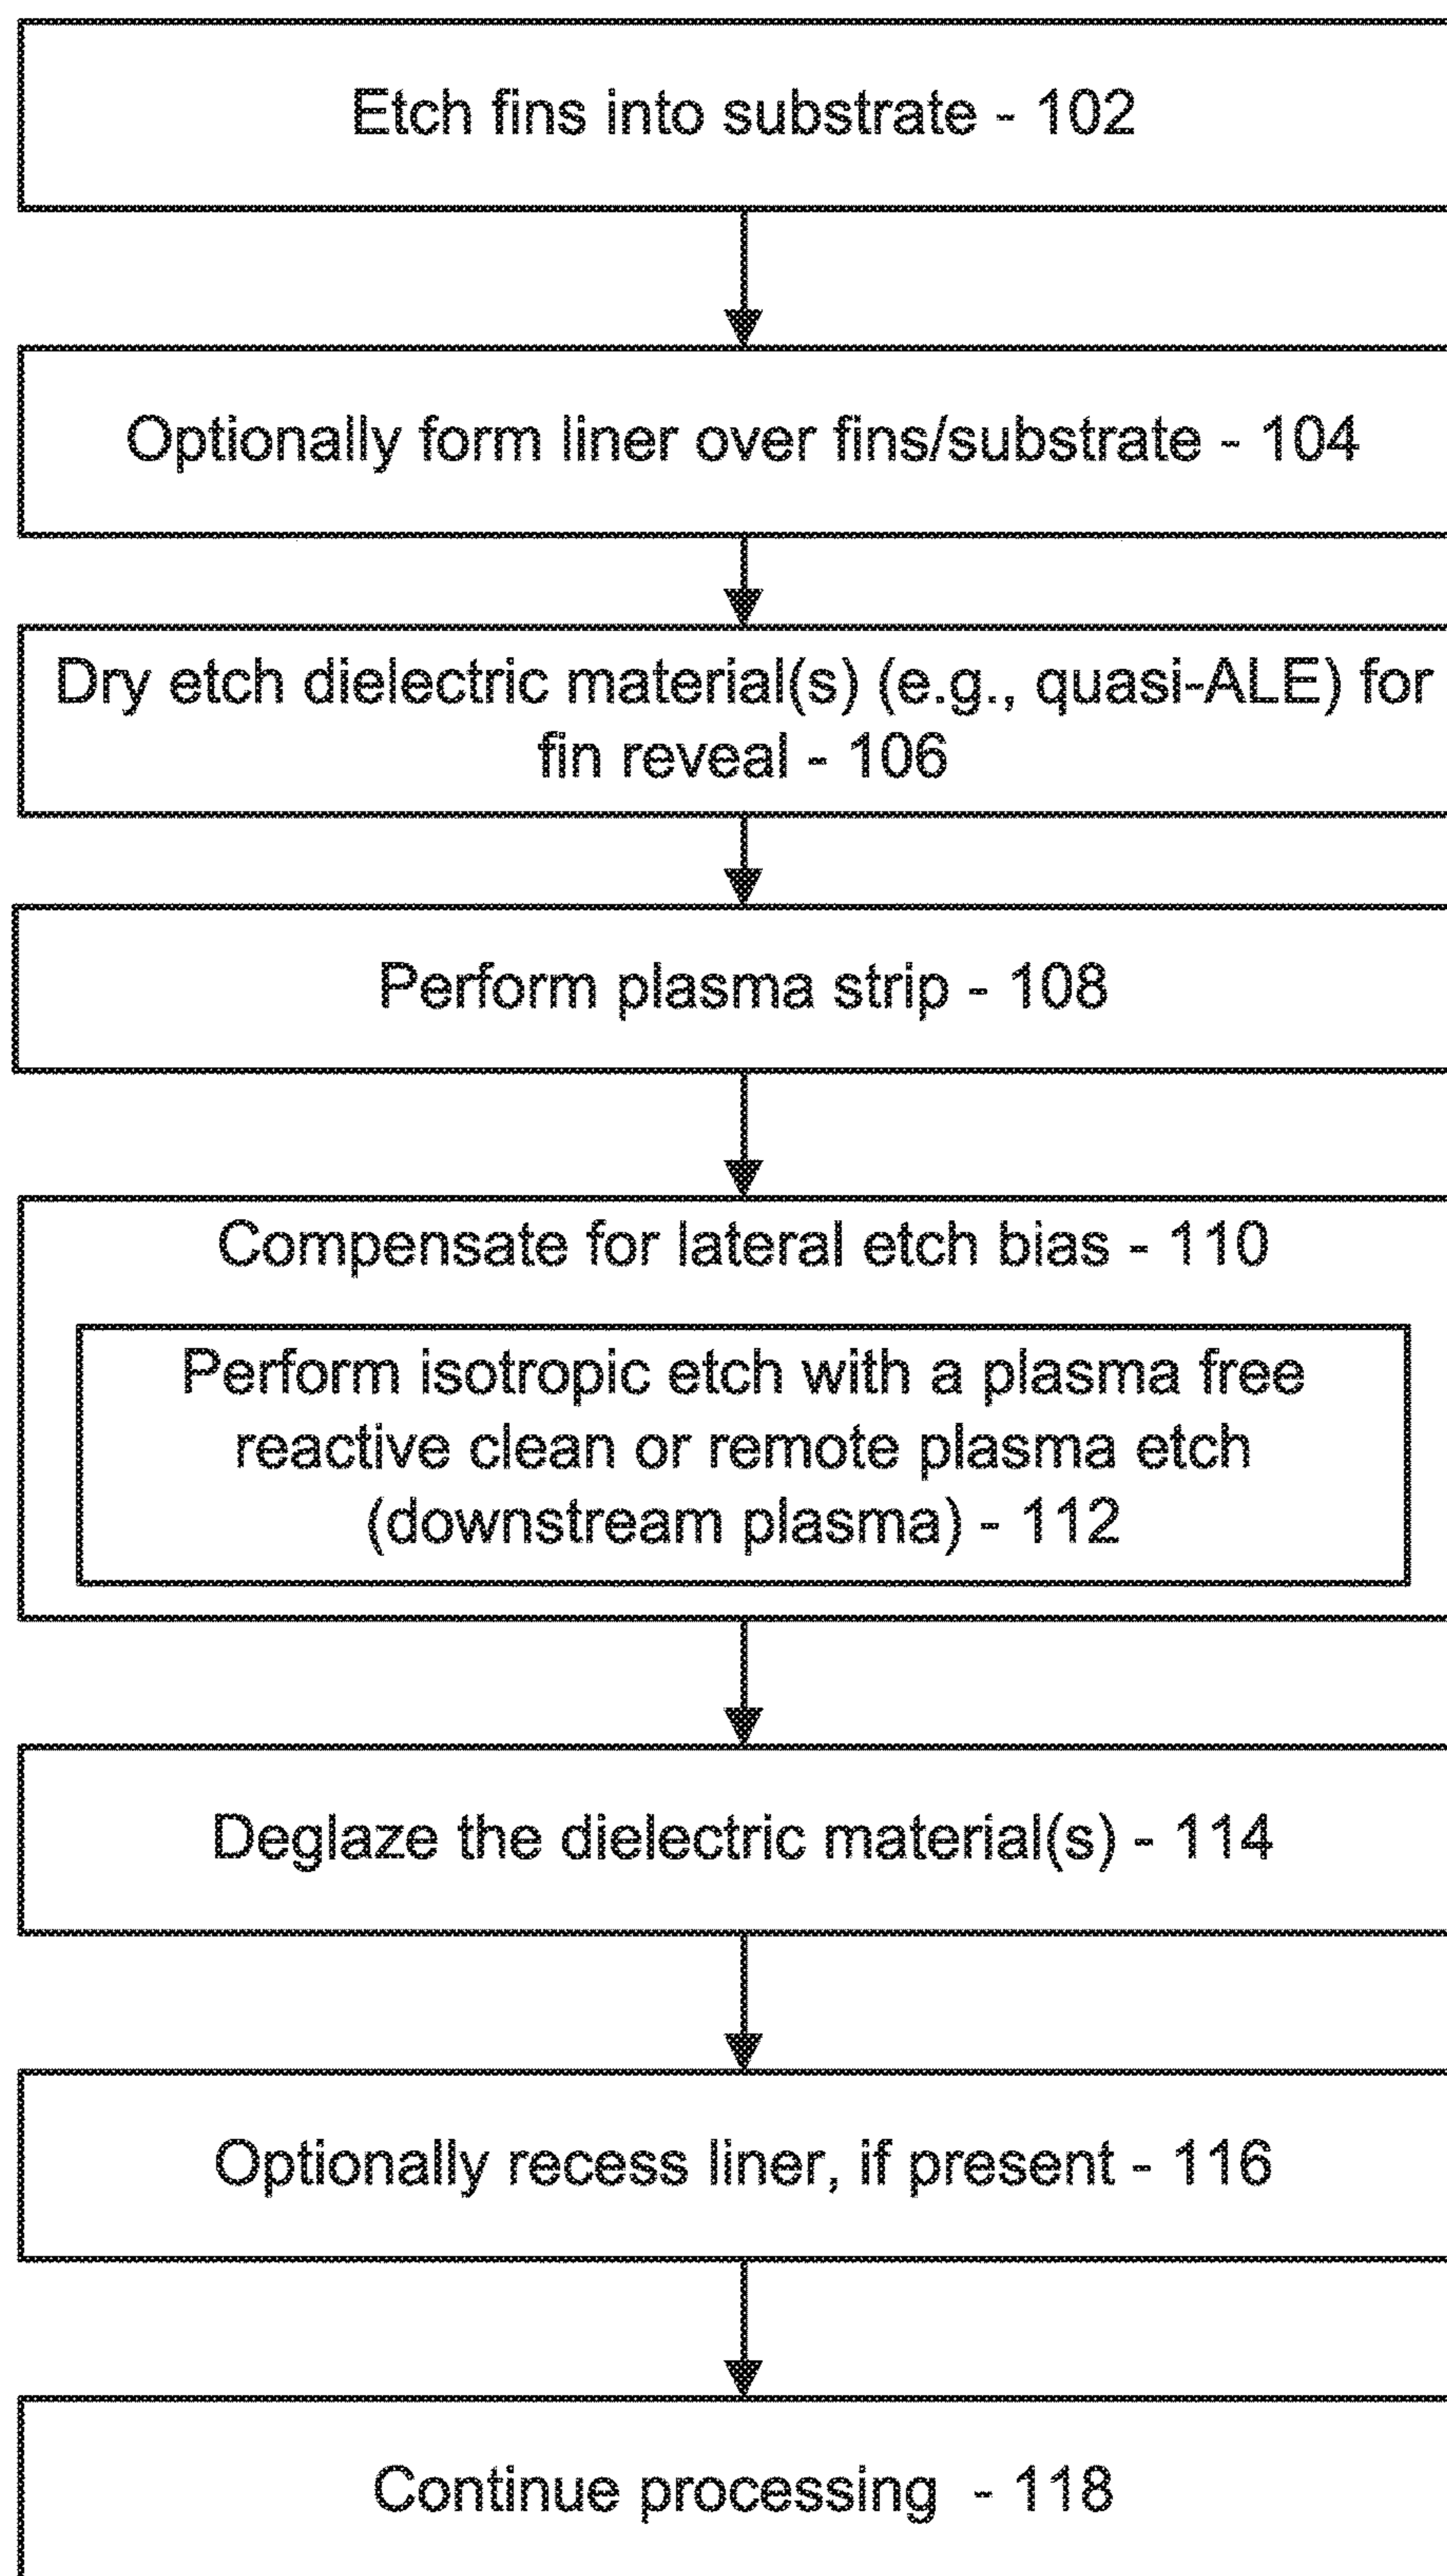 Etch fins into substrate - 102
Optionally form liner over fins/substrate - 104
Dry etch dielectric material(s) (e.g., quasi-ALE) for
fin reveal - 106
Perform plasma strip - 108
Compensate for lateral etch bias - 110
Perform isotropic etch with a plasma free
reactive clean or remote plasma etch
(downstream plasma) - 112
Deglaze the dielectric material(s) - 114
Optionally recess liner, if present - 116
Continue processing - 118